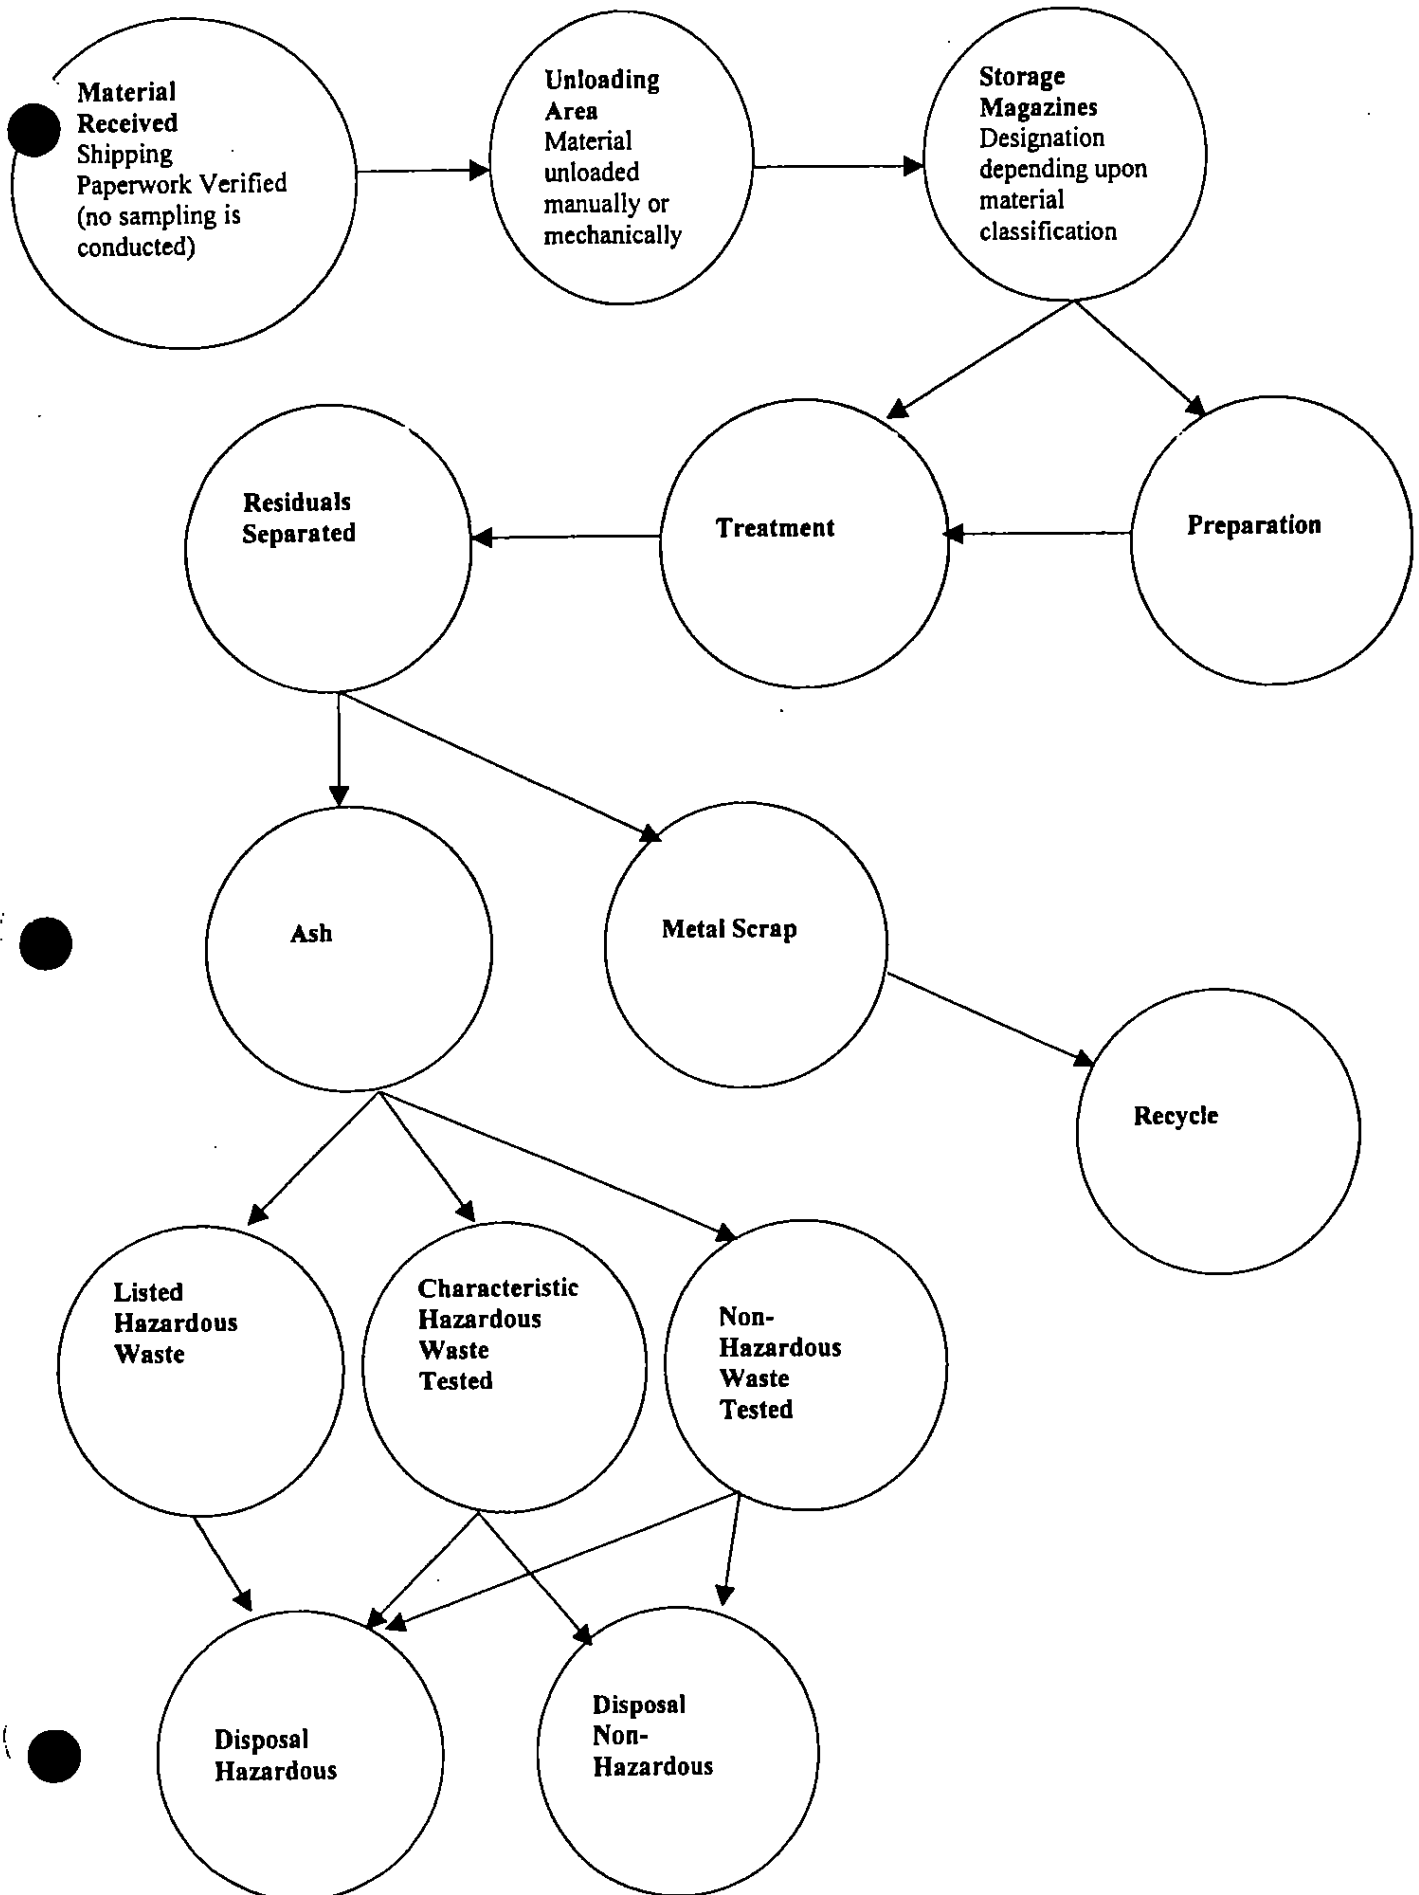 Material
Received
Shipping
Paperwork Verified
(no sampling is
conducted)
Unloading
Area
Material
unloaded
manually or
mechanically
Storage
Magazines
Designation
depending upon
material
classification
Residuals
Separated
Treatment
Preparation
Ash
Metal Scrap
Recycle
Listed
Hazardous
Waste
Characteristic
Hazardous
Waste
Tested
Non-
Hazardous
Waste
Tested
Disposal
Hazardous
Disposal
Non-
Hazardous